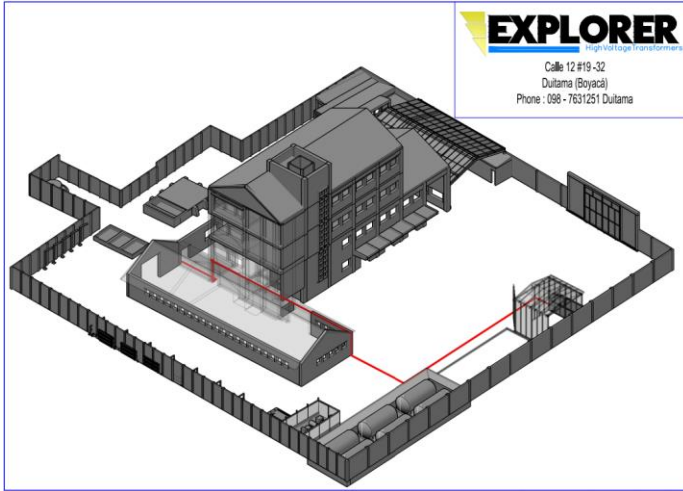 EXPLORER
HighVoltageTransformers
Calle 12 #19 -32
Duitama (Boyacá)
Phone : 098 - 7631251 Duitama